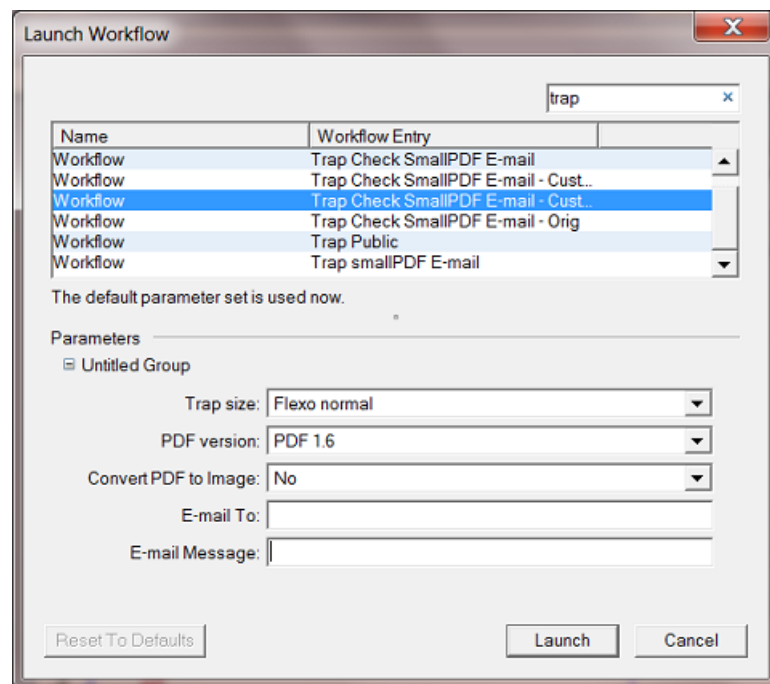 Launch Workflow
trap
Name Workflow Entry
Workflow Trap Check SmallPDF E-mail
Workflow Trap Check SmallPDF E-mail - Cust...
Workflow Trap Check SmallPDF E-mail - Cust...
Workflow Trap Check SmallPDF E-mail - Orig
Workflow Trap Public
Workflow Trap smallPDF E-mail
The default parameter set is used now.
Parameters
Untitled Group
Trap size: Flexo normal
PDF version: PDF 1.6
Convert PDF to Image: No
E-mail To:
E-mail Message:
Reset To Defaults Launch Cancel